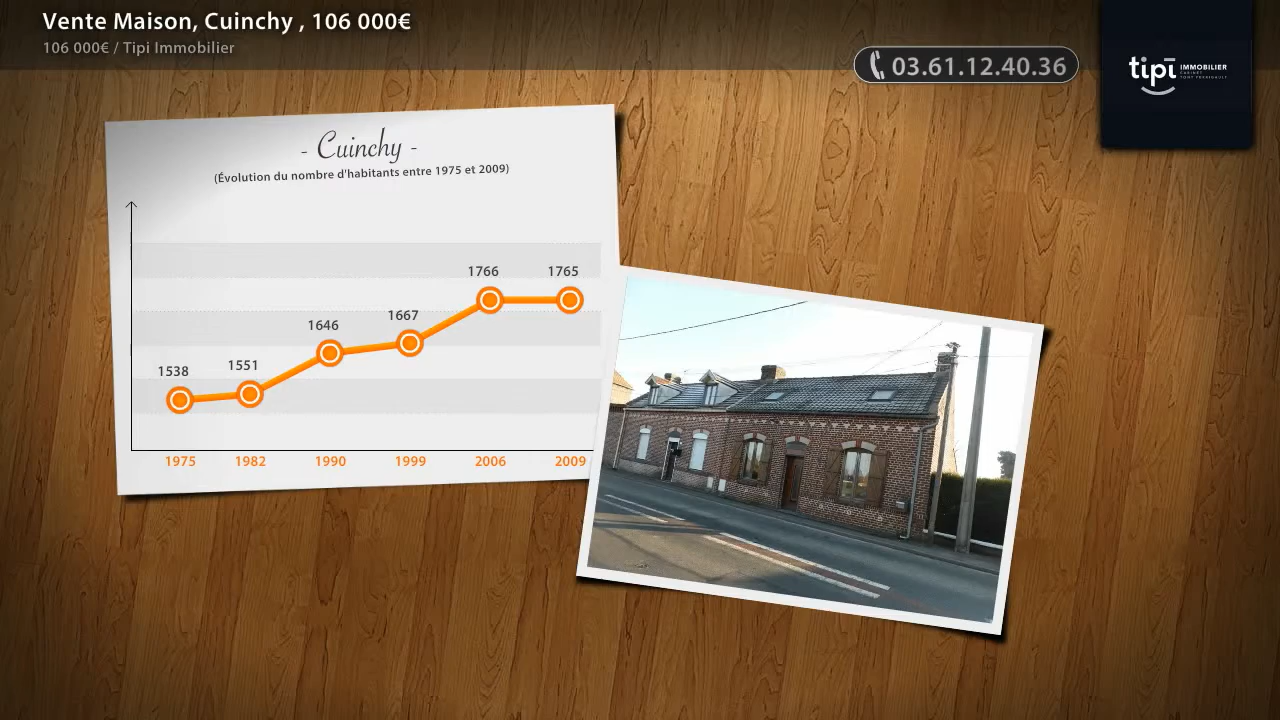 Vente Maison, Cuinchy , 106 000€
106 000€ / Tipi Immobilier
03.61.12.40.36
tipi IMMOBILIER
CABINET
- Cuinchy -
(Évolution du nombre d'habitants entre 1975 et 2009)
1538
1551
1646
1667
1766
1765
1975 1982 1990 1999 2006 2009